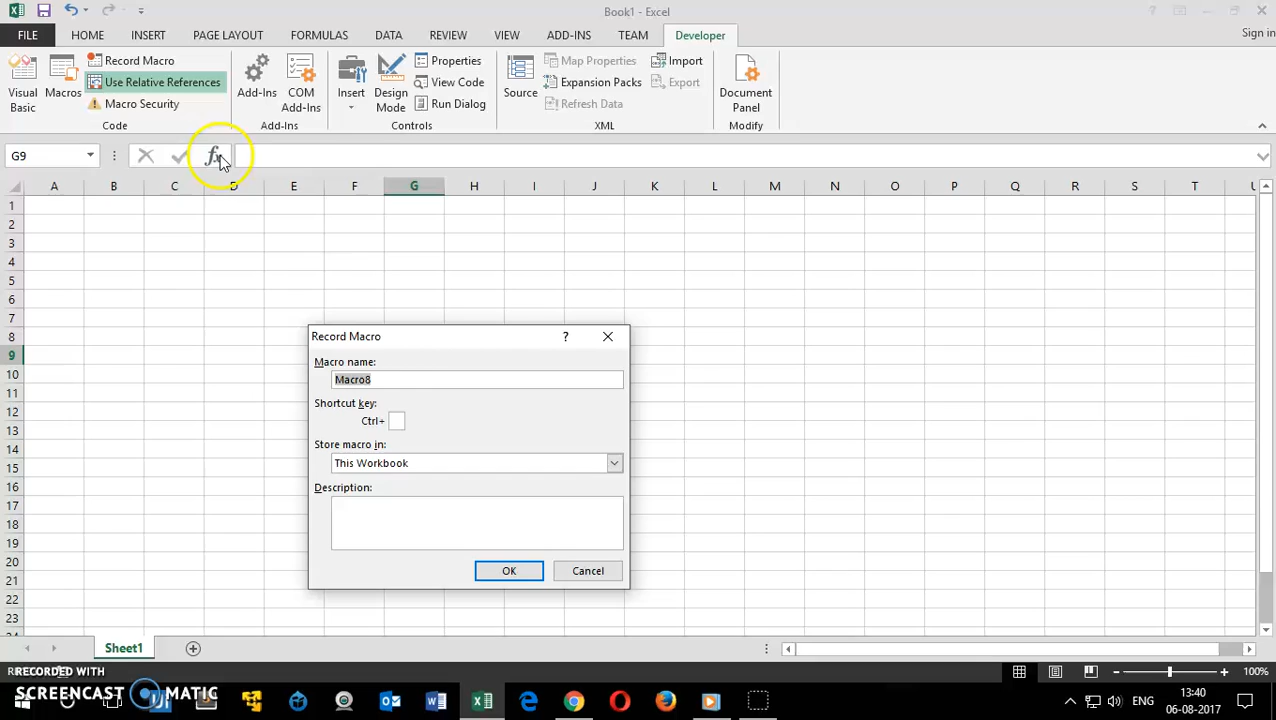 Book1 - Excel
FILE HOME INSERT PAGE LAYOUT FORMULAS DATA REVIEW VIEW ADD-INS TEAM Developer Sign in
Visual Basic
Macros
Record Macro
Use Relative References
Macro Security
Code
Add-Ins
COM Add-Ins
Add-Ins
Insert
Design Mode
Properties
View Code
Run Dialog
Controls
Source
Map Properties
Expansion Packs
Refresh Data
Import
Export
XML
Document Panel
Modify
G9
fx
A B C D E F G H I J K L M N O P Q R S T U
1
2
3
4
5
6
7
8
9
10
11
12
13
14
15
16
17
18
19
20
21
22
23
24
Record Macro ?
Macro name:
Macro8
Shortcut key:
Ctrl+
Store macro in:
This Workbook
Description:
OK Cancel
Sheet1
RECORDED WITH
100%
SCREENCAST MATIC
ENG
13:40
06-08-2017